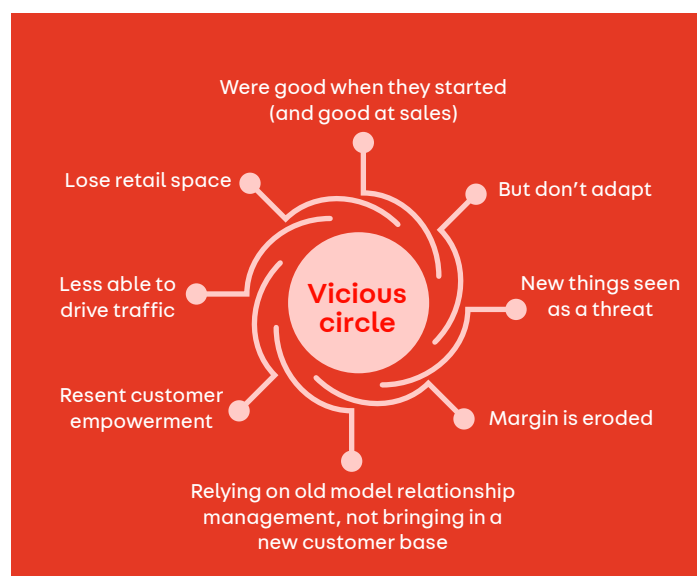 Were good when they started
(and good at sales)
But don’t adapt
New things seen
as a threat
Margin is eroded
Relying on old model relationship
management, not bringing in a
new customer base
Resent customer
empowerment
Less able to
drive traffic
Lose retail space
Vicious
circle